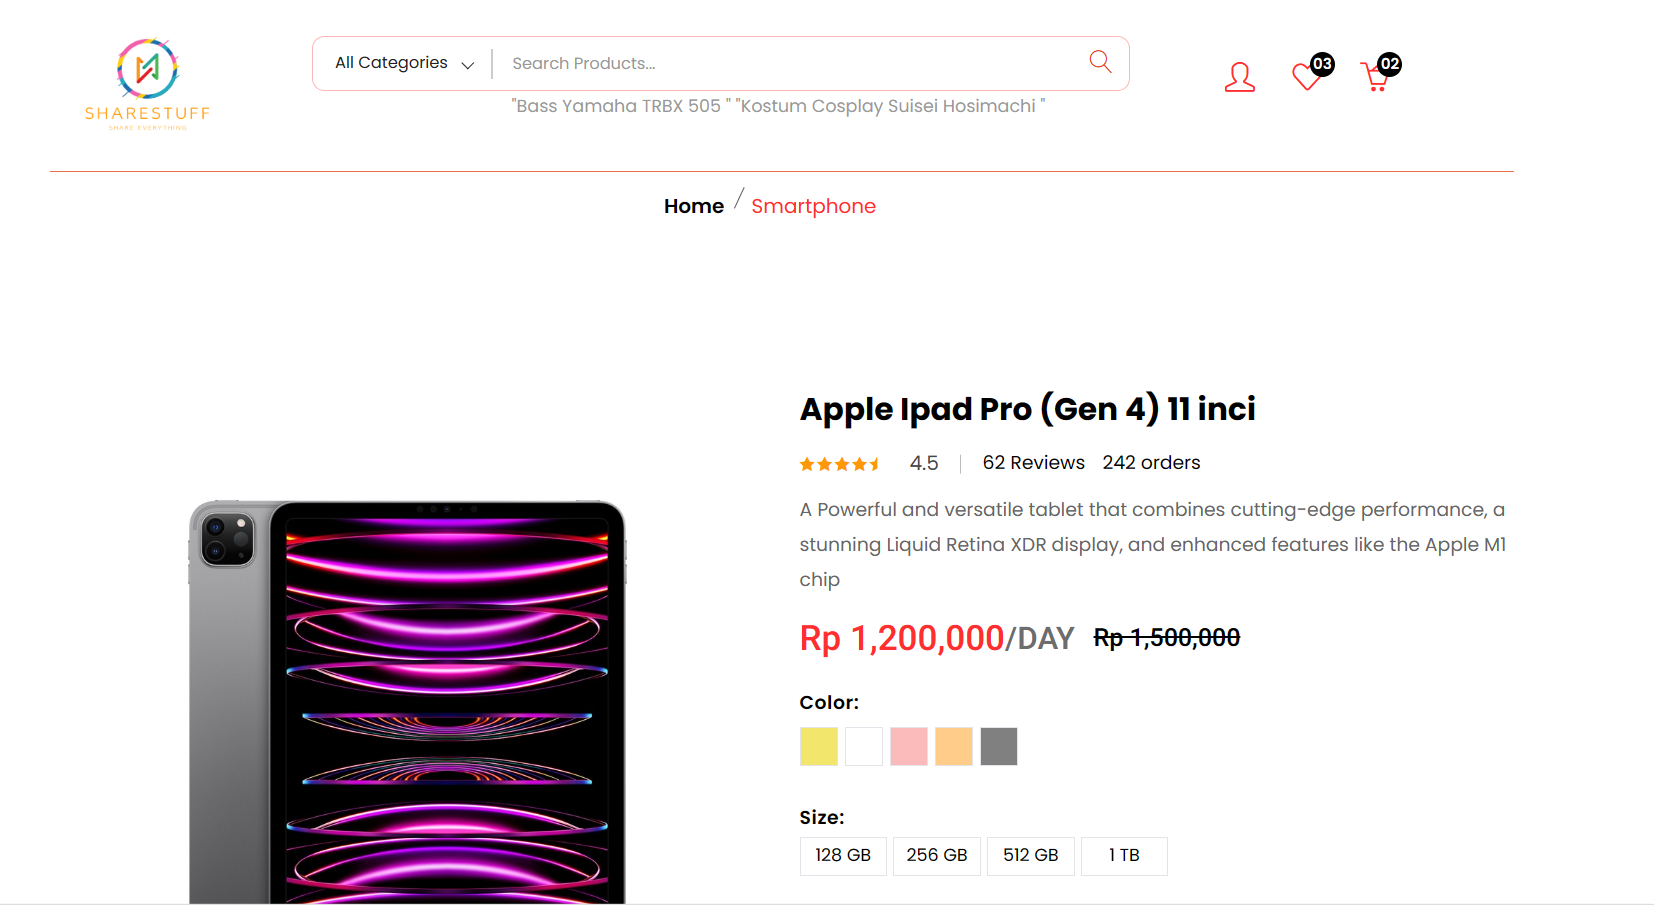 SHARESTUFF
SHARE EVERYTHING
All Categories
Search Products...
"Bass Yamaha TRBX 505 " "Kostum Cosplay Suisei Hosimachi "
03
02
Home / Smartphone
Apple Ipad Pro (Gen 4) 11 inci
4.5 | 62 Reviews 242 orders
A Powerful and versatile tablet that combines cutting-edge performance, a
stunning Liquid Retina XDR display, and enhanced features like the Apple M1
chip
Rp 1,200,000/DAY Rp 1,500,000
Color:
Size:
128 GB 256 GB 512 GB 1 TB